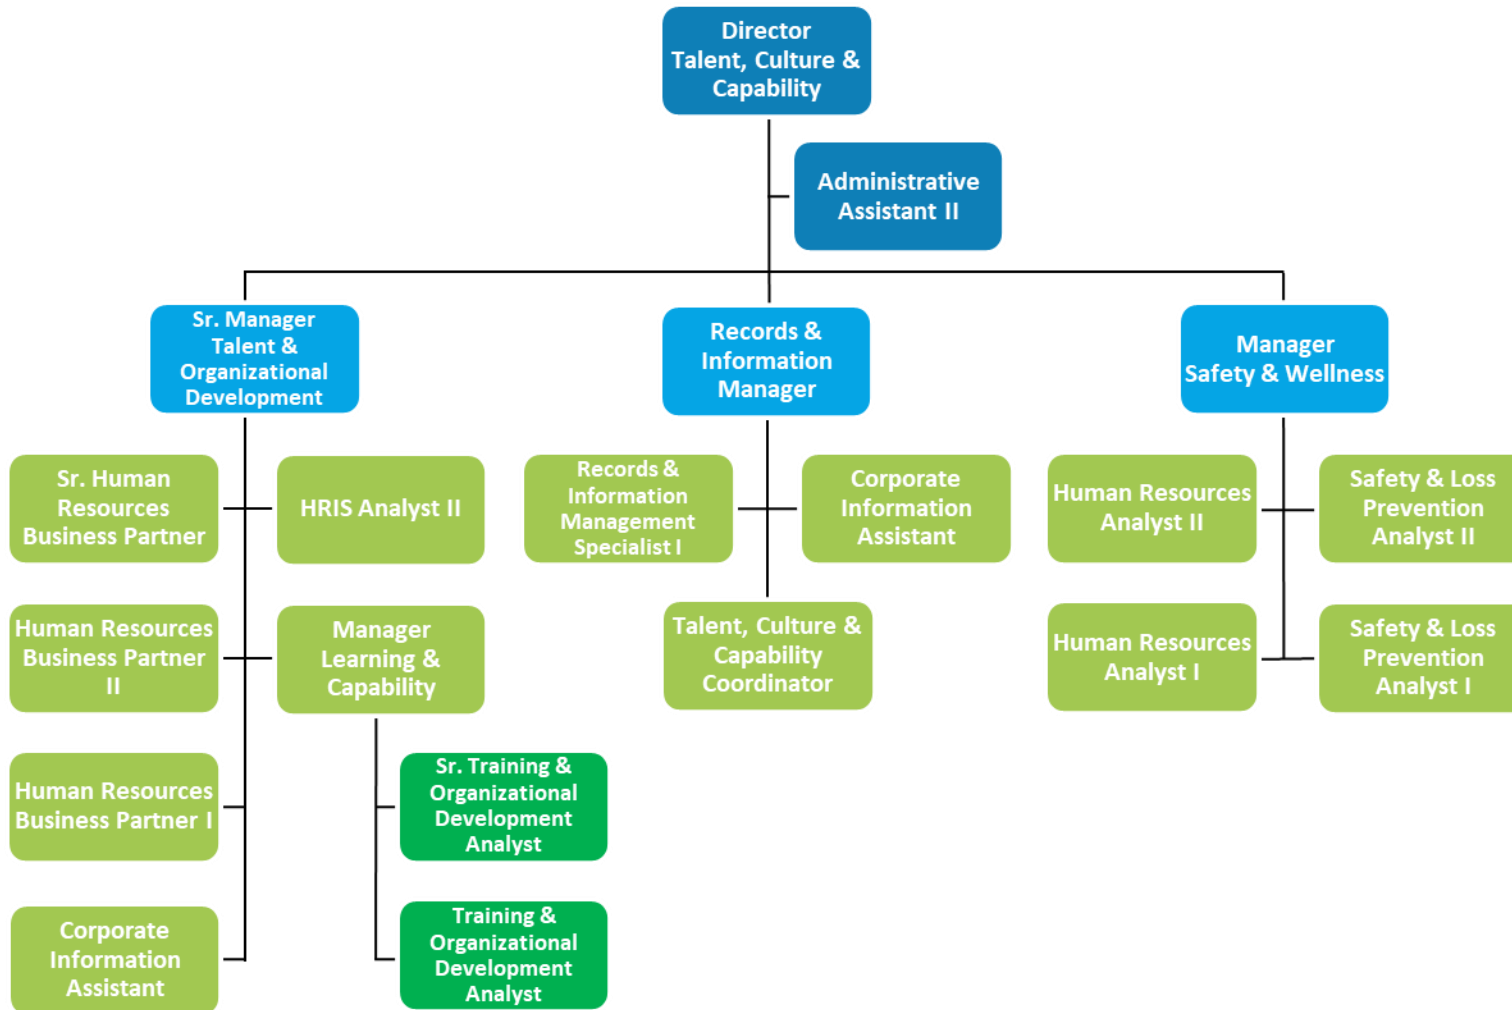 Director
Talent, Culture &
Capability
Administrative
Assistant II
Sr. Manager
Talent &
Organizational
Development
Records &
Information
Manager
Manager
Safety & Wellness
Sr. Human
Resources
Business Partner
HRIS Analyst II
Records &
Information
Management
Specialist I
Corporate
Information
Assistant
Human Resources
Analyst II
Safety & Loss
Prevention
Analyst II
Human Resources
Business Partner
II
Manager
Learning &
Capability
Talent, Culture &
Capability
Coordinator
Human Resources
Analyst I
Safety & Loss
Prevention
Analyst I
Human Resources
Business Partner I
Sr. Training &
Organizational
Development
Analyst
Corporate
Information
Assistant
Training &
Organizational
Development
Analyst